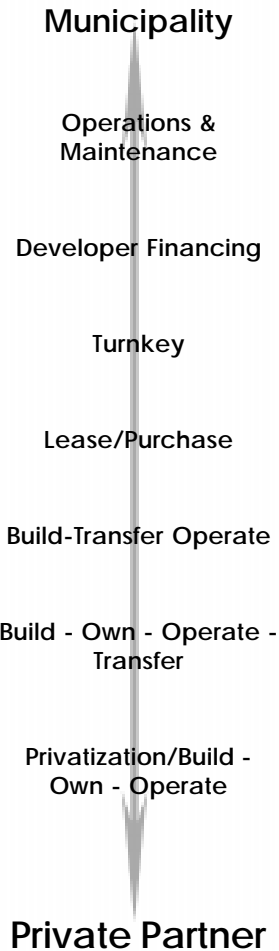 Municipality
Operations &
Maintenance
Developer Financing
Turnkey
Lease/Purchase
Build-Transfer Operate
Build - Own - Operate -
Transfer
Privatization/Build -
Own - Operate
Private Partner